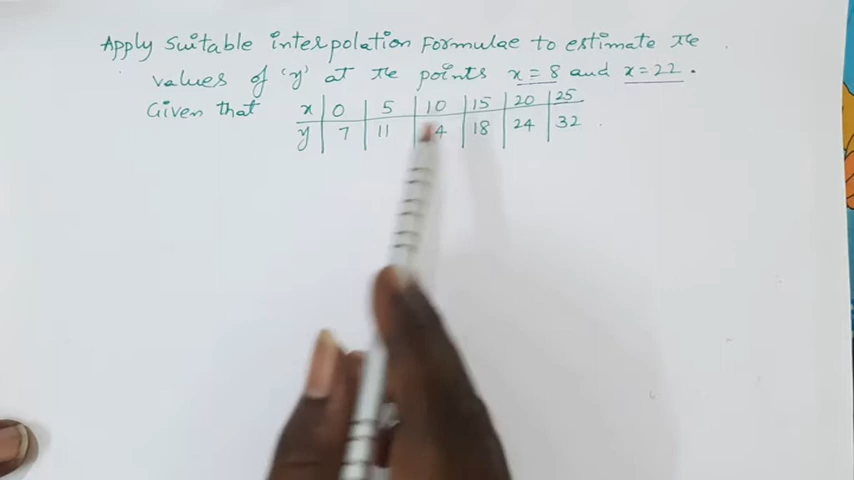 Apply suitable interpolation Formulae to estimate the
values of 'y' at the points x = 8 and x = 22.
Given that x 0 5 10 15 20 25
y 7 11 4 18 24 32